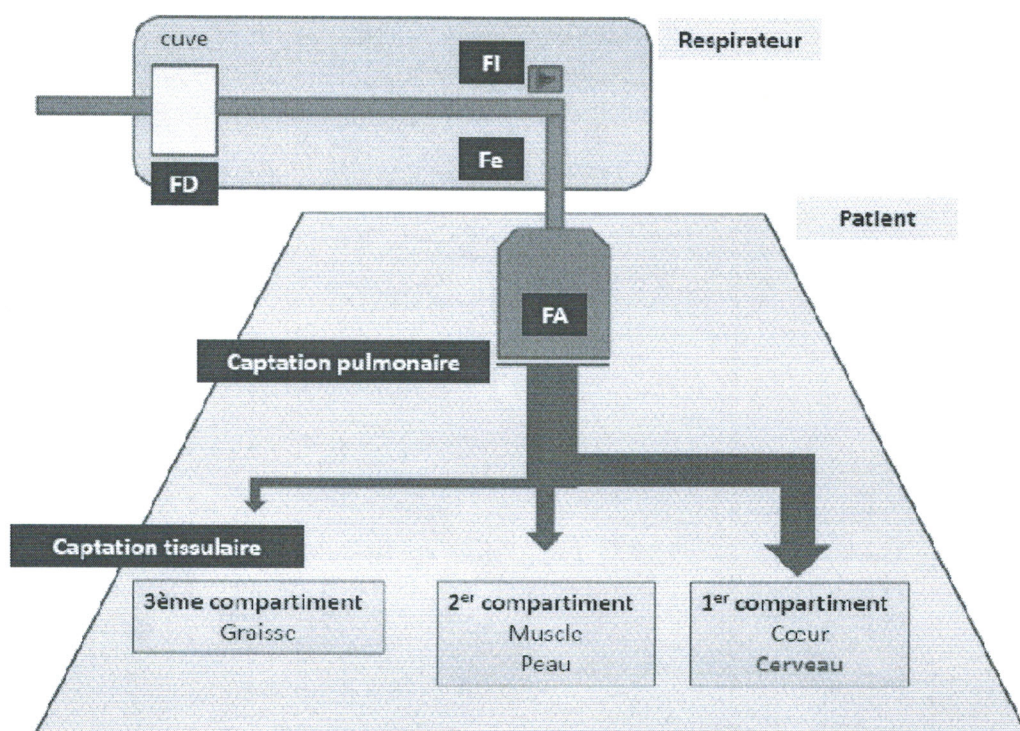 cuve
FI
Respirateur
Fe
FD
Patient
FA
Captation pulmonaire
Captation tissulaire
3ème compartiment
Graisse
2er compartiment
Muscle
Peau
1er compartiment
Cœur
Cerveau